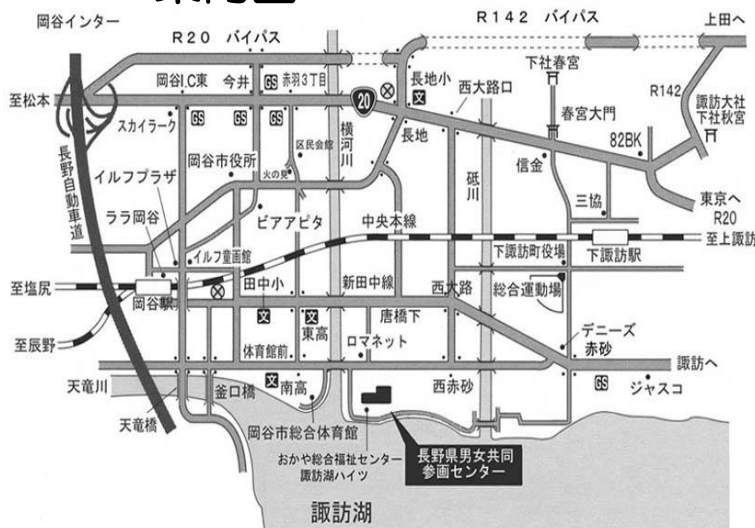 岡谷インター
R20 バイパス
R142 バイパス
上田へ
下社春宮
岡谷I.C東
今井
GS
赤羽3丁目
長地小
文
西大路口
R142
諏訪大社
下社秋宮
至松本
20
スカイラーク
GS
GS
GS
区民会館
横河川
長地
春宮大門
82BK
長野自動車道
岡谷市役所
火の見
砥川
信金
イルフプラザ
三協
東京へ
R20
ララ岡谷
ビアアピタ
中央本線
イルフ童画館
下諏訪町役場
下諏訪駅
至上諏訪
至塩尻
岡谷駅
田中小
新田中線
西大路
総合運動場
文
東高
文
唐橋下
デニーズ
至辰野
体育館前
ロマネット
赤砂
諏訪へ
天竜川
釜口橋
文
南高
西赤砂
GS
ジャスコ
天竜橋
岡谷市総合体育館
おかや総合福祉センター
諏訪湖ハイツ
長野県男女共同
参画センター
諏訪湖